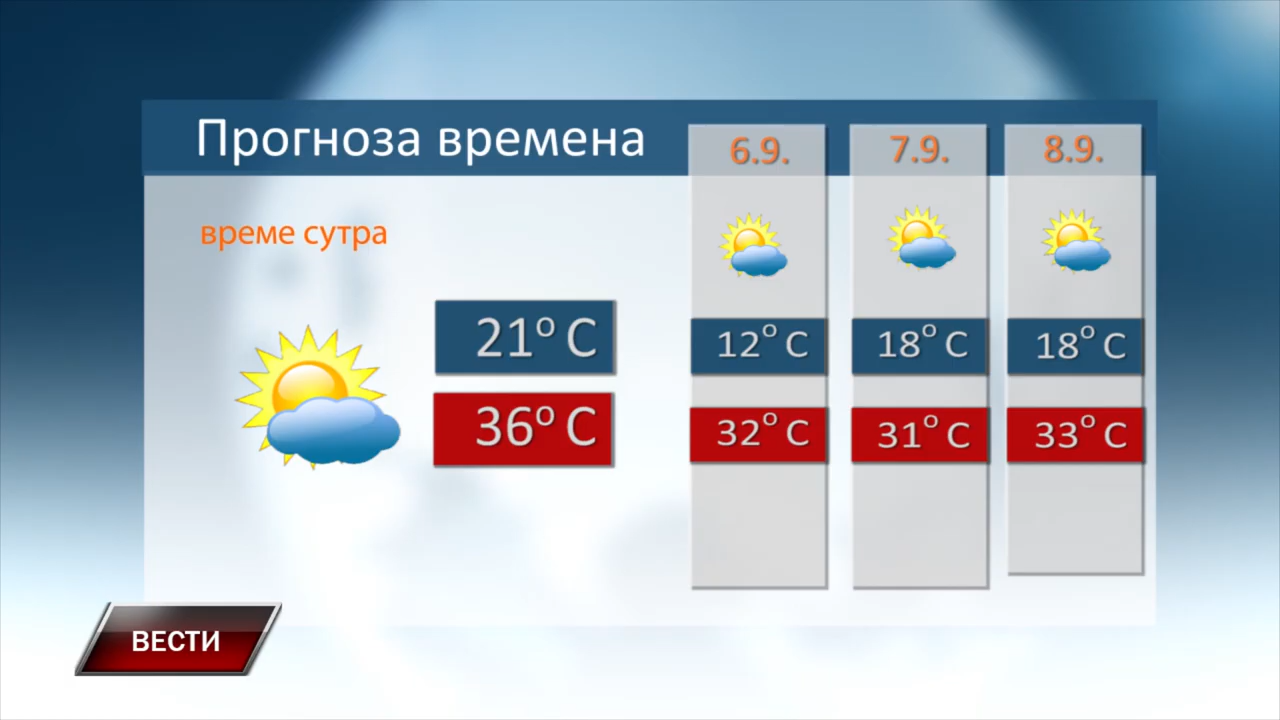 Прогноза времена
време сутра
21° C
36° C
6.9.
12° C
32° C
7.9.
18° C
31° C
8.9.
18° C
33° C
ВЕСТИ